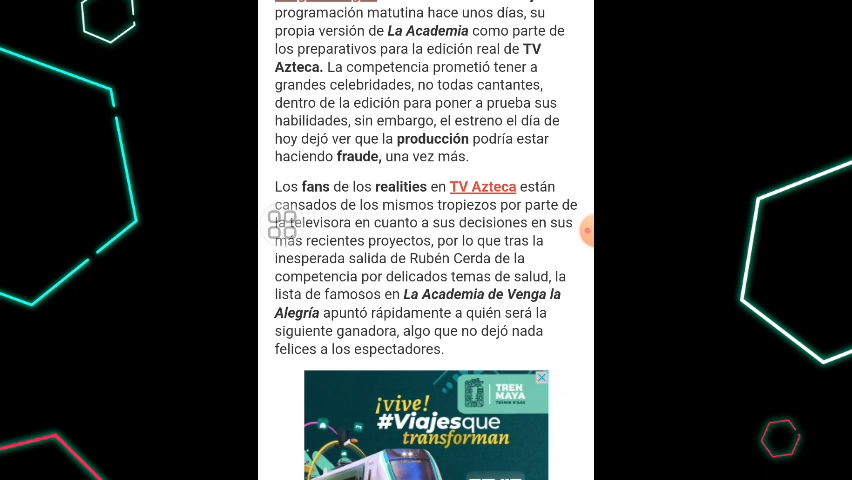 programación matutina hace unos días, su
propia versión de La Academia como parte de
los preparativos para la edición real de TV
Azteca. La competencia prometió tener a
grandes celebridades, no todas cantantes,
dentro de la edición para poner a prueba sus
habilidades, sin embargo, el estreno el día de
hoy dejó ver que la producción podría estar
haciendo fraude, una vez más.
Los fans de los realities en TV Azteca están
cansados de los mismos tropiezos por parte de
la televisora en cuanto a sus decisiones en sus
más recientes proyectos, por lo que tras la
inesperada salida de Rubén Cerda de la
competencia por delicados temas de salud, la
lista de famosos en La Academia de Venga la
Alegría apuntó rápidamente a quién será la
siguiente ganadora, algo que no dejó nada
felices a los espectadores.
TREN
MAYA
¡vive!
#Viajesque
transforman